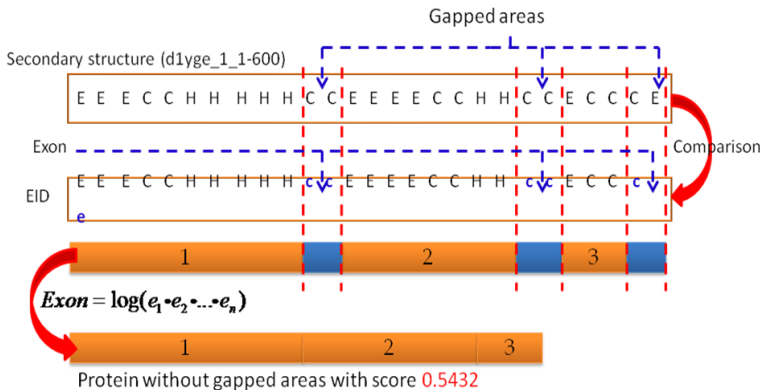 Gapped areas
Secondary structure (d1yge_1_1-600)
E E E C C H H H H H C C E E E E C C H H C C E C C C E
Exon
Comparison
EID
E E E C C H H H H H c c E E E E C C H H c c E C C c
e
1 2 3
Exon = log(e1•e2•...•en)
1 2 3
Protein without gapped areas with score 0.5432